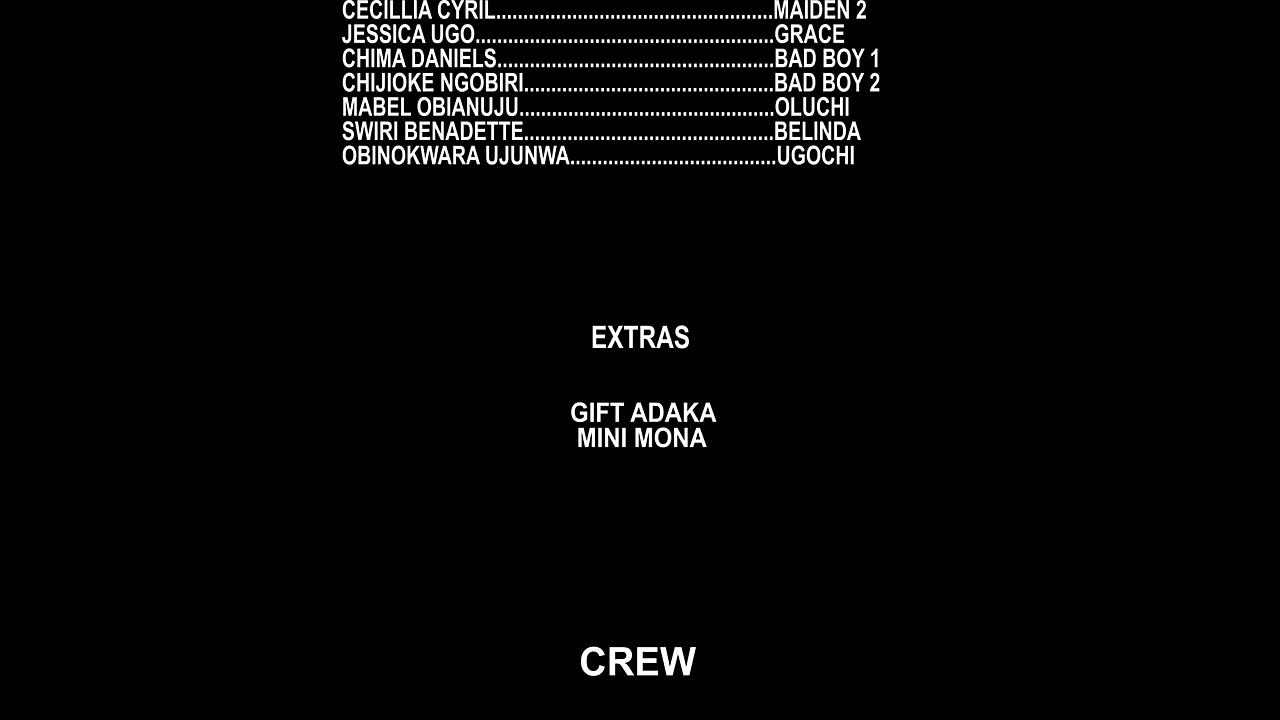 CECILLIA CYRIL...................................................MAIDEN 2
JESSICA UGO.......................................................GRACE
CHIMA DANIELS...................................................BAD BOY 1
CHIJIOKE NGOBIRI..............................................BAD BOY 2
MABEL OBIANUJU...............................................OLUCHI
SWIRI BENADETTE..............................................BELINDA
OBINOKWARA UJUNWA......................................UGOCHI
EXTRAS
GIFT ADAKA
MINI MONA
CREW